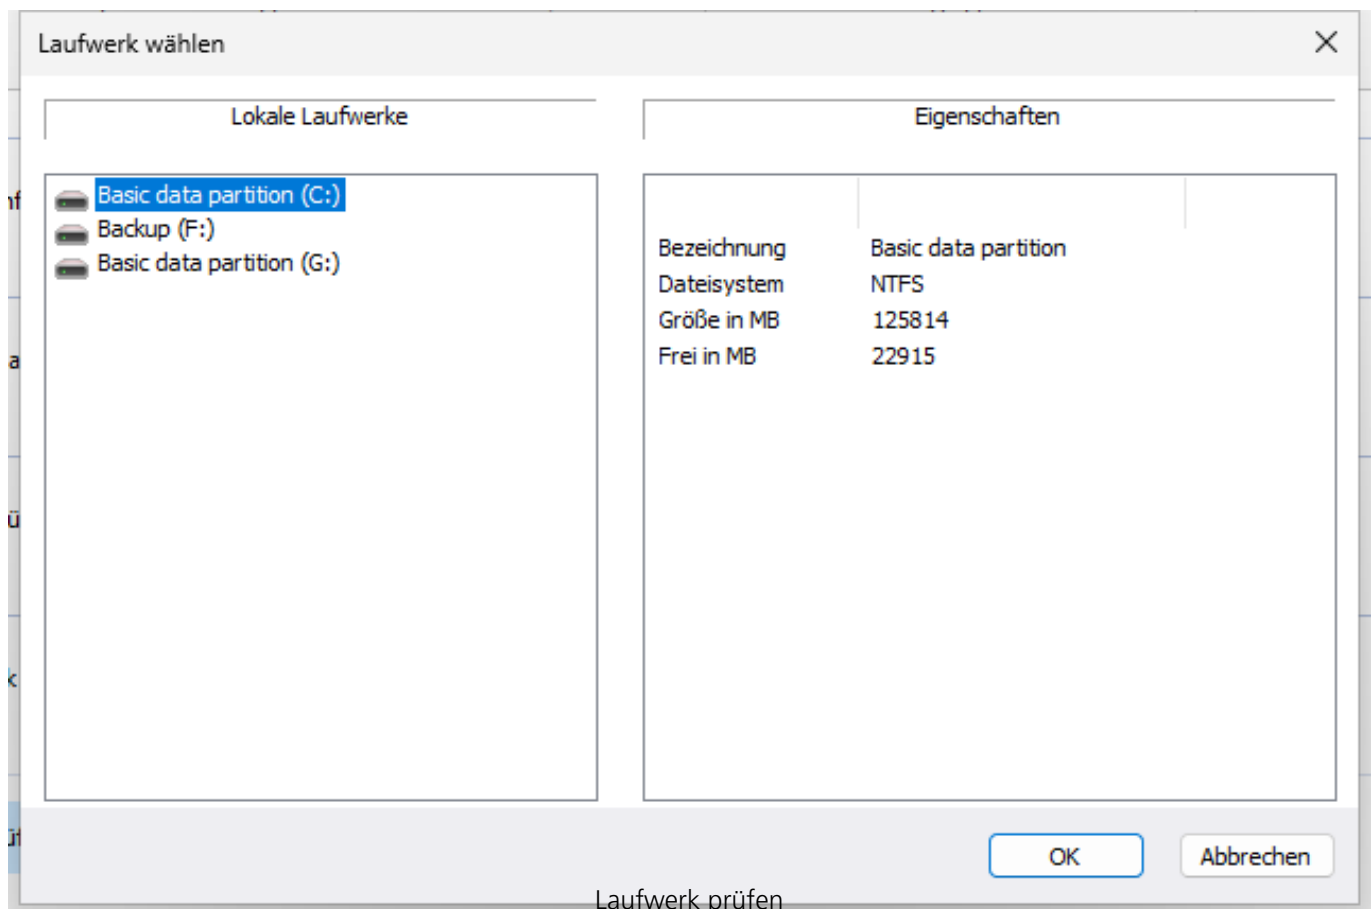 Laufwerk wählen
Lokale Laufwerke
Basic data partition (C:)
Backup (F:)
Basic data partition (G:)
Eigenschaften
Bezeichnung Basic data partition
Dateisystem NTFS
Größe in MB 125814
Frei in MB 22915
OK Abbrechen
Laufwerk prüfen